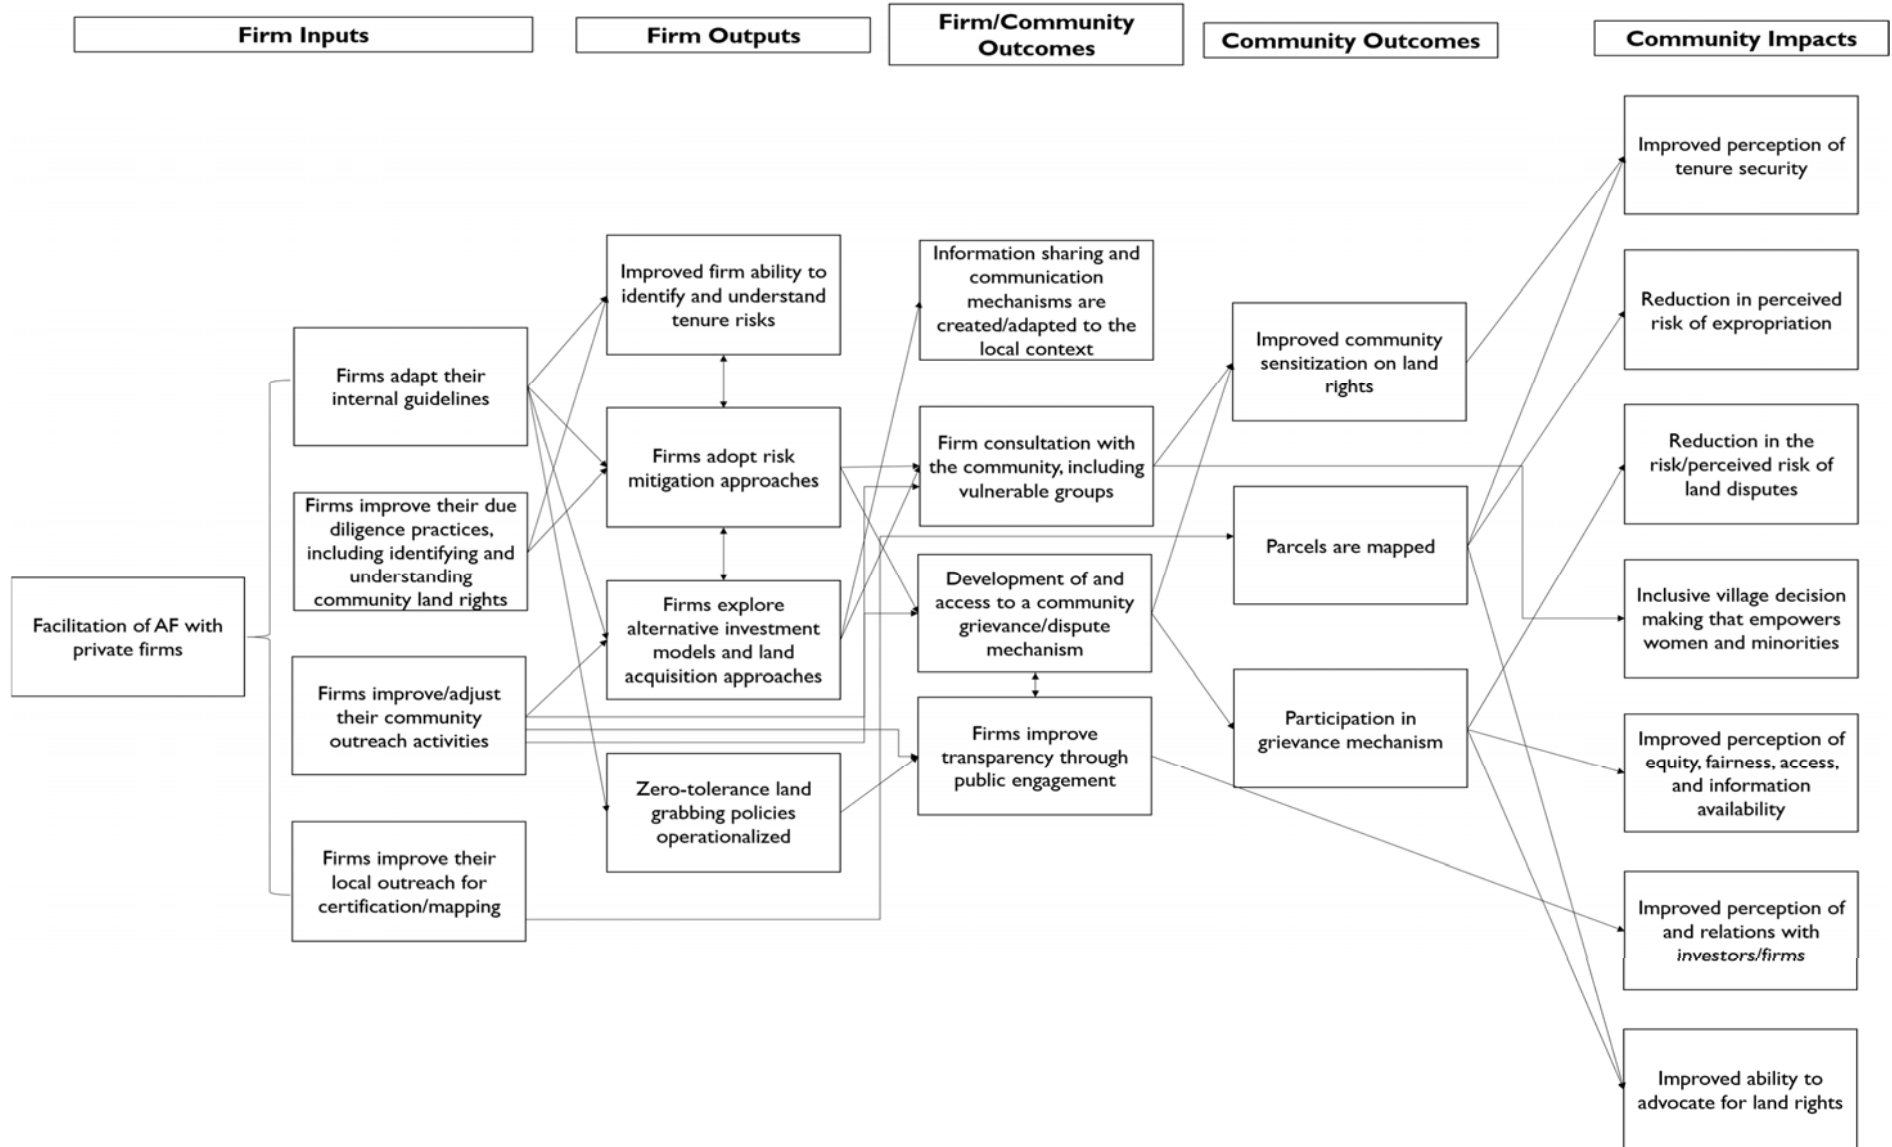 Firm Inputs
Firm Outputs
Firm/Community
Outcomes
Community Outcomes
Community Impacts
Facilitation of AF with
private firms
Firms adapt their
internal guidelines
Firms improve their due
diligence practices,
including identifying and
understanding
community land rights
Firms improve/adjust
their community
outreach activities
Firms improve their
local outreach for
certification/mapping
Improved firm ability to
identify and understand
tenure risks
Firms adopt risk
mitigation approaches
Firms explore
alternative investment
models and land
acquisition approaches
Zero-tolerance land
grabbing policies
operationalized
Information sharing and
communication
mechanisms are
created/adapted to the
local context
Firm consultation with
the community, including
vulnerable groups
Development of and
access to a community
grievance/dispute
mechanism
Firms improve
transparency through
public engagement
Improved community
sensitization on land
rights
Parcels are mapped
Participation in
grievance mechanism
Improved perception of
tenure security
Reduction in perceived
risk of expropriation
Reduction in the
risk/perceived risk of
land disputes
Inclusive village decision
making that empowers
women and minorities
Improved perception of
equity, fairness, access,
and information
availability
Improved perception of
and relations with
investors/firms
Improved ability to
advocate for land rights